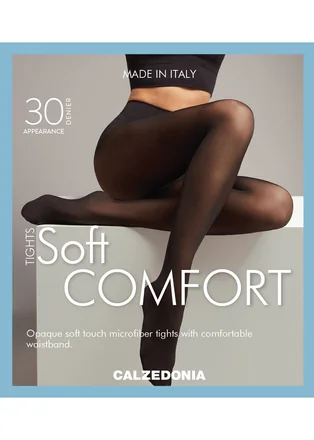 MADE IN ITALY
30 DENIER
APPEARANCE
TIGHTS
Soft
COMFORT
Opaque soft touch microfiber tights with comfortable
waistband.
CALZEDONIA